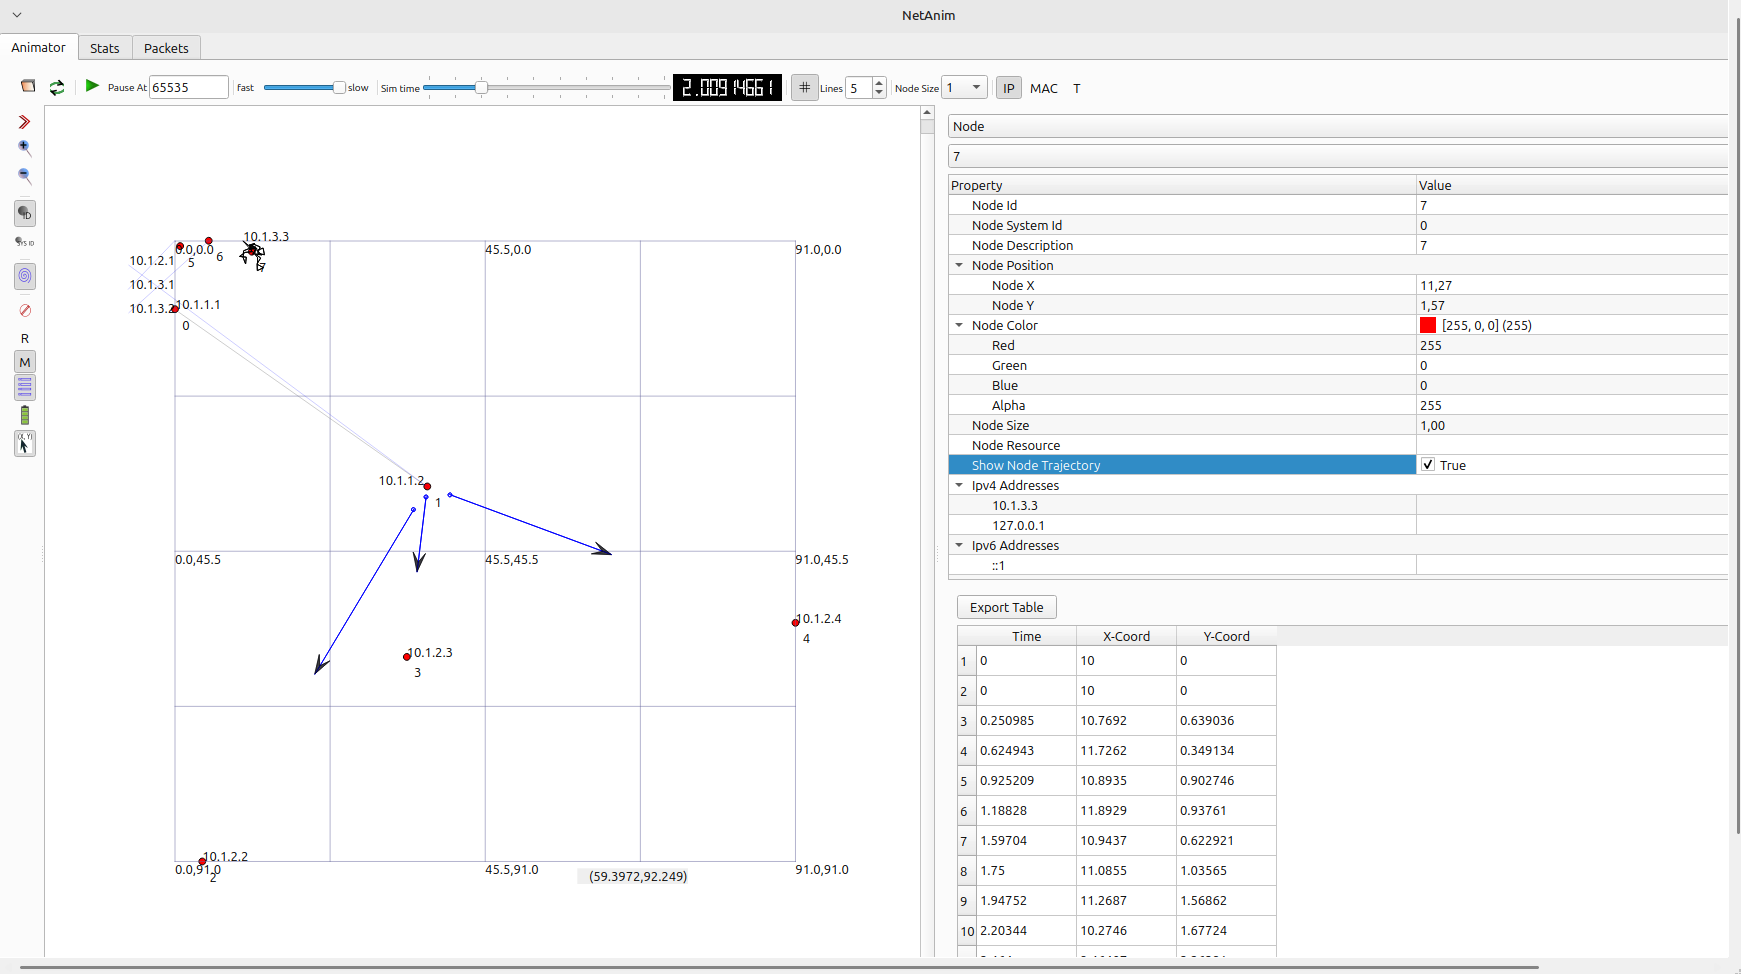 NetAnim
Animator Stats Packets
Pause At 65535 fast slow Sim time 2.00914661 # Lines 5 Node Size 1 IP MAC T
ID
SYS ID
R
M
(X, Y)
10.1.3.3
0.0,0.0 45.5,0.0 91.0,0.0
10.1.2.1 5 6 7
10.1.3.1
10.1.3.2 10.1.1.1
0
10.1.1.2
1
0.0,45.5 45.5,45.5 91.0,45.5
10.1.2.4
4
10.1.2.3
3
10.1.2.2
0.0,91.0 45.5,91.0 91.0,91.0
2
(59.3972,92.249)
Node
7
Property Value
Node Id 7
Node System Id 0
Node Description 7
Node Position
Node X 11,27
Node Y 1,57
Node Color [255, 0, 0] (255)
Red 255
Green 0
Blue 0
Alpha 255
Node Size 1,00
Node Resource
Show Node Trajectory True
Ipv4 Addresses
10.1.3.3
127.0.0.1
Ipv6 Addresses
::1
Export Table
Time X-Coord Y-Coord
1 0 10 0
2 0 10 0
3 0.250985 10.7692 0.639036
4 0.624943 11.7262 0.349134
5 0.925209 10.8935 0.902746
6 1.18828 11.8929 0.93761
7 1.59704 10.9437 0.622921
8 1.75 11.0855 1.03565
9 1.94752 11.2687 1.56862
10 2.20344 10.2746 1.67724